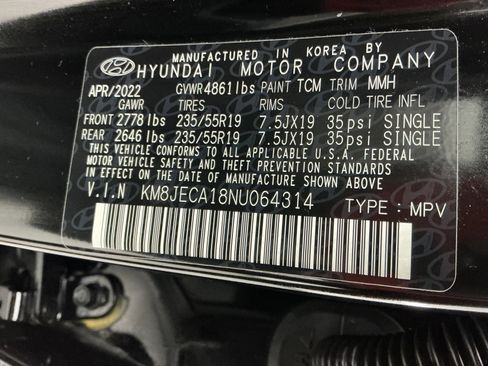 MANUFACTURED IN KOREA BY
HYUNDAI MOTOR COMPANY
APR/2022 GVWR4861lbs PAINT TCM TRIM MMH
GAWR TIRES RIMS COLD TIRE INFL
FRONT 2778lbs 235/55R19 7.5JX19 35psi SINGLE
REAR 2646lbs 235/55R19 7.5JX19 35psi SINGLE
THIS VEHICLE CONFORMS TO ALL APPLICABLE U.S.A. FEDERAL
MOTOR VEHICLE SAFETY, BUMPER, AND THEFT PREVENTION STANDARDS
IN EFFECT ON THE DATE OF MANUFACTURE SHOWN ABOVE
V.I.N KM8JECA18NU064314 TYPE : MPV